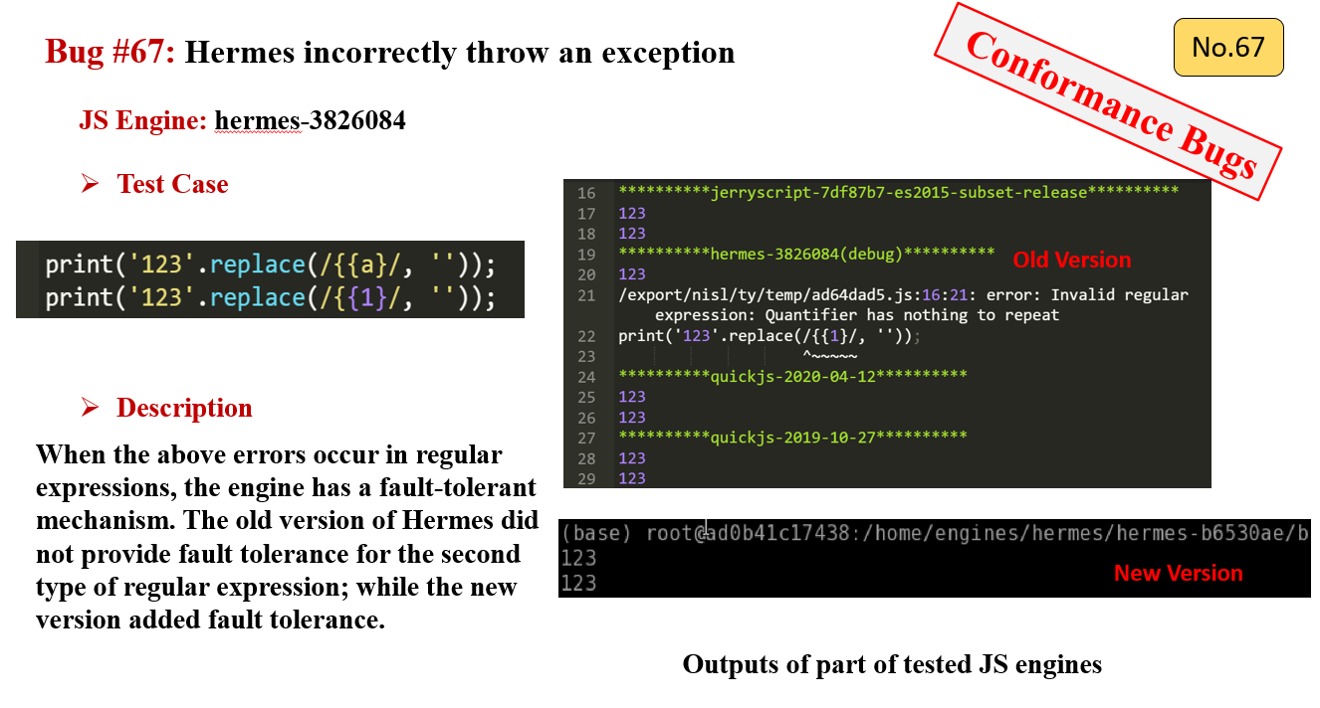 Bug #67: Hermes incorrectly throw an exception
Conformance Bugs
No.67
JS Engine: hermes-3826084
➢ Test Case
print('123'.replace(/{{a}/, ''));
print('123'.replace(/{{1}/, ''));
➢ Description
When the above errors occur in regular
expressions, the engine has a fault-tolerant
mechanism. The old version of Hermes did
not provide fault tolerance for the second
type of regular expression; while the new
version added fault tolerance.
16 **********jerryscript-7df87b7-es2015-subset-release**********
17 123
18 123
19 **********hermes-3826084(debug)**********
Old Version
20 123
21 /export/nisl/ty/temp/ad64dad5.js:16:21: error: Invalid regular
expression: Quantifier has nothing to repeat
22 print('123'.replace(/{{1}/, ''));
23 ^~~~~~
24 **********quickjs-2020-04-12**********
25 123
26 123
27 **********quickjs-2019-10-27**********
28 123
29 123
(base) root@ad0b41c17438:/home/engines/hermes/hermes-b6530ae/b
123
123
New Version
Outputs of part of tested JS engines